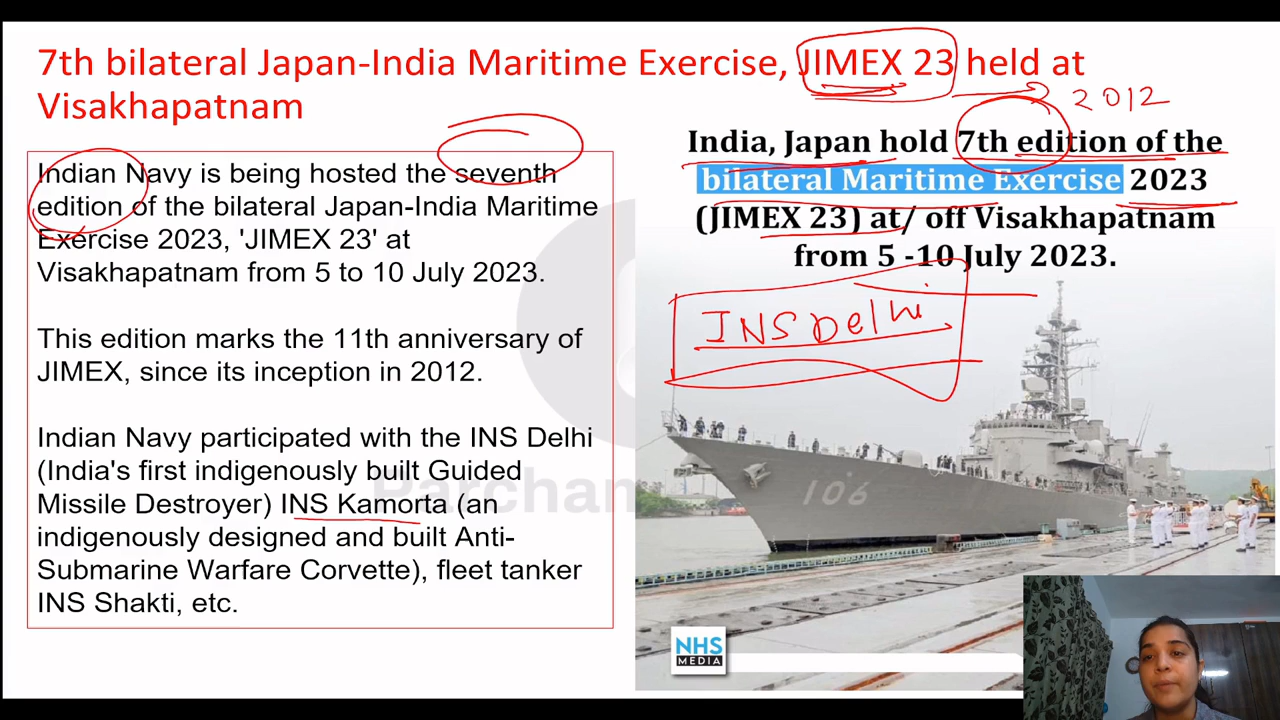 7th bilateral Japan-India Maritime Exercise, JIMEX 23 held at
Visakhapatnam
2012
Indian Navy is being hosted the seventh
edition of the bilateral Japan-India Maritime
Exercise 2023, 'JIMEX 23' at
Visakhapatnam from 5 to 10 July 2023.
This edition marks the 11th anniversary of
JIMEX, since its inception in 2012.
Indian Navy participated with the INS Delhi
(India's first indigenously built Guided
Missile Destroyer) INS Kamorta (an
indigenously designed and built Anti-
Submarine Warfare Corvette), fleet tanker
INS Shakti, etc.
India, Japan hold 7th edition of the
bilateral Maritime Exercise 2023
(JIMEX 23) at/ off Visakhapatnam
from 5 -10 July 2023.
INS Delhi
106
NHS
MEDIA